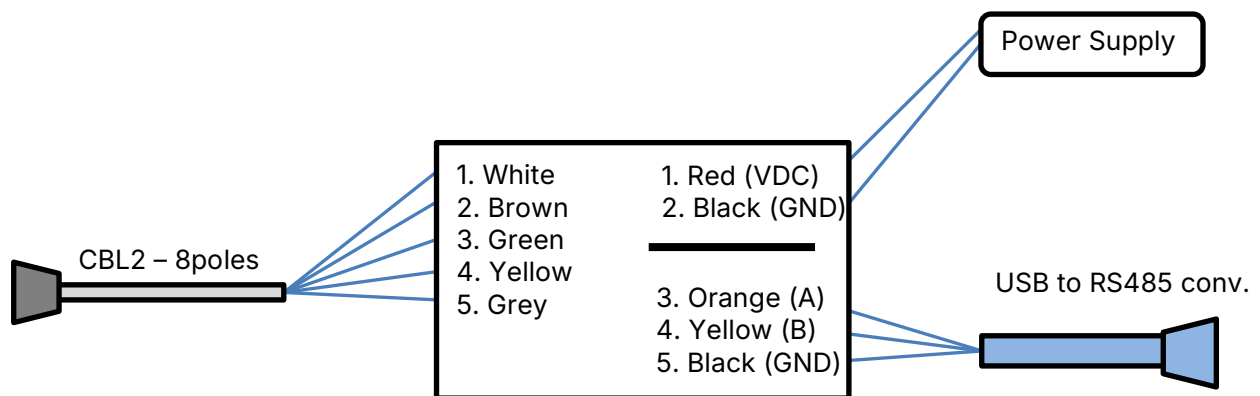 Power Supply
1. White
2. Brown
3. Green
4. Yellow
5. Grey
1. Red (VDC)
2. Black (GND)
3. Orange (A)
4. Yellow (B)
5. Black (GND)
CBL2 – 8poles
USB to RS485 conv.